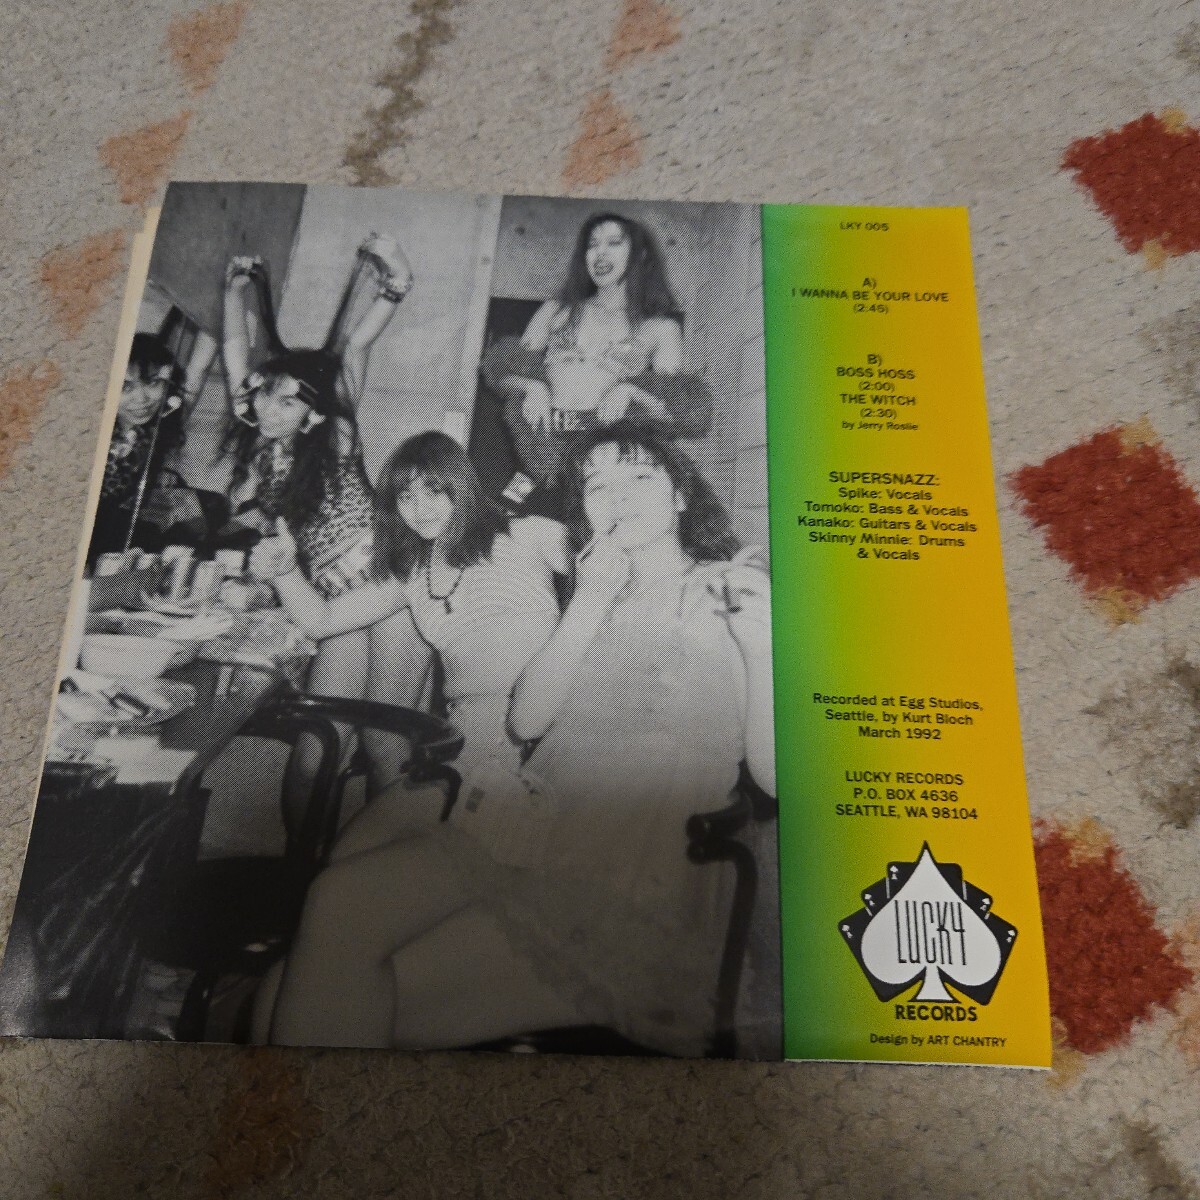 LKY 005
A)
I WANNA BE YOUR LOVE
(2:45)
B)
BOSS HOSS
(2:00)
THE WITCH
(2:30)
by Jerry Roslie
SUPERSNAZZ:
Spike: Vocals
Tomoko: Bass & Vocals
Kanako: Guitars & Vocals
Skinny Minnie: Drums
& Vocals
Recorded at Egg Studios,
Seattle, by Kurt Bloch
March 1992
LUCKY RECORDS
P.O. BOX 4636
SEATTLE, WA 98104
LUCKY
RECORDS
Design by ART CHANTRY